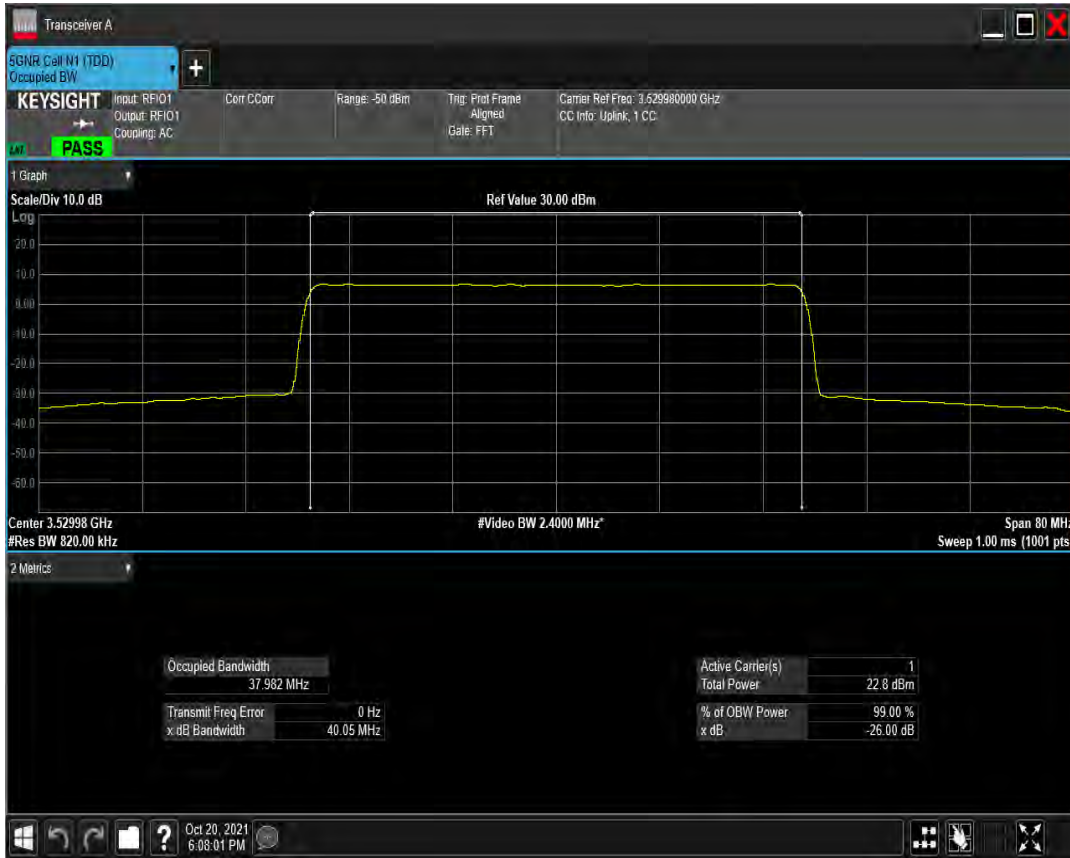 Transceiver A
5GNR Cell N1 (TDD)
Occupied BW
+
KEYSIGHT
Input: RFIO1
Output: RFIO1
Coupling: AC
Corr CCorr
Range: -50 dBm
Trig: Prot Frame
Aligned
Gate: FFT
Carrier Ref Freq: 3.529980000 GHz
CC Info: Uplink, 1 CC
PASS
1 Graph
Scale/Div 10.0 dB
Ref Value 30.00 dBm
Log
20.0
10.0
0.00
-10.0
-20.0
-30.0
-40.0
-50.0
-60.0
Center 3.52998 GHz
#Video BW 2.4000 MHz*
Span 80 MHz
#Res BW 820.00 kHz
Sweep 1.00 ms (1001 pts
2 Metrics
Occupied Bandwidth
37.982 MHz
Transmit Freq Error 0 Hz
x dB Bandwidth 40.05 MHz
Active Carrier(s) 1
Total Power 22.8 dBm
% of OBW Power 99.00 %
x dB -26.00 dB
?
Oct 20, 2021
6:08:01 PM